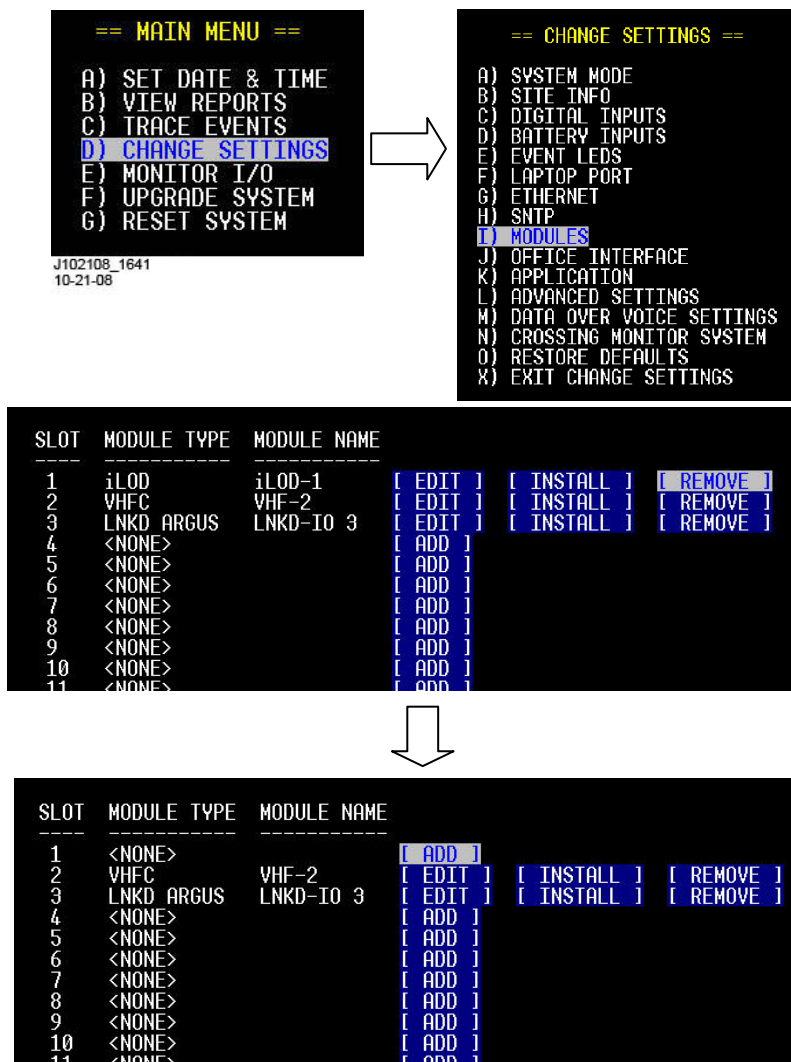 == MAIN MENU ==
A) SET DATE & TIME
B) VIEW REPORTS
C) TRACE EVENTS
D) CHANGE SETTINGS
E) MONITOR I/O
F) UPGRADE SYSTEM
G) RESET SYSTEM
J102108_1641
10-21-08
== CHANGE SETTINGS ==
A) SYSTEM MODE
B) SITE INFO
C) DIGITAL INPUTS
D) BATTERY INPUTS
E) EVENT LEDS
F) LAPTOP PORT
G) ETHERNET
H) SNTP
I) MODULES
J) OFFICE INTERFACE
K) APPLICATION
L) ADVANCED SETTINGS
M) DATA OVER VOICE SETTINGS
N) CROSSING MONITOR SYSTEM
O) RESTORE DEFAULTS
X) EXIT CHANGE SETTINGS
SLOT MODULE TYPE MODULE NAME
---- ----------- -----------
1 iLOD iLOD-1 [ EDIT ] [ INSTALL ] [ REMOVE ]
2 VHFC VHF-2 [ EDIT ] [ INSTALL ] [ REMOVE ]
3 LNKD ARGUS LNKD-IO 3 [ EDIT ] [ INSTALL ] [ REMOVE ]
4 <NONE> [ ADD ]
5 <NONE> [ ADD ]
6 <NONE> [ ADD ]
7 <NONE> [ ADD ]
8 <NONE> [ ADD ]
9 <NONE> [ ADD ]
10 <NONE> [ ADD ]
11 <NONE> [ ADD ]
SLOT MODULE TYPE MODULE NAME
---- ----------- -----------
1 <NONE> [ ADD ]
2 VHFC VHF-2 [ EDIT ] [ INSTALL ] [ REMOVE ]
3 LNKD ARGUS LNKD-IO 3 [ EDIT ] [ INSTALL ] [ REMOVE ]
4 <NONE> [ ADD ]
5 <NONE> [ ADD ]
6 <NONE> [ ADD ]
7 <NONE> [ ADD ]
8 <NONE> [ ADD ]
9 <NONE> [ ADD ]
10 <NONE> [ ADD ]
11 <NONE> [ ADD ]